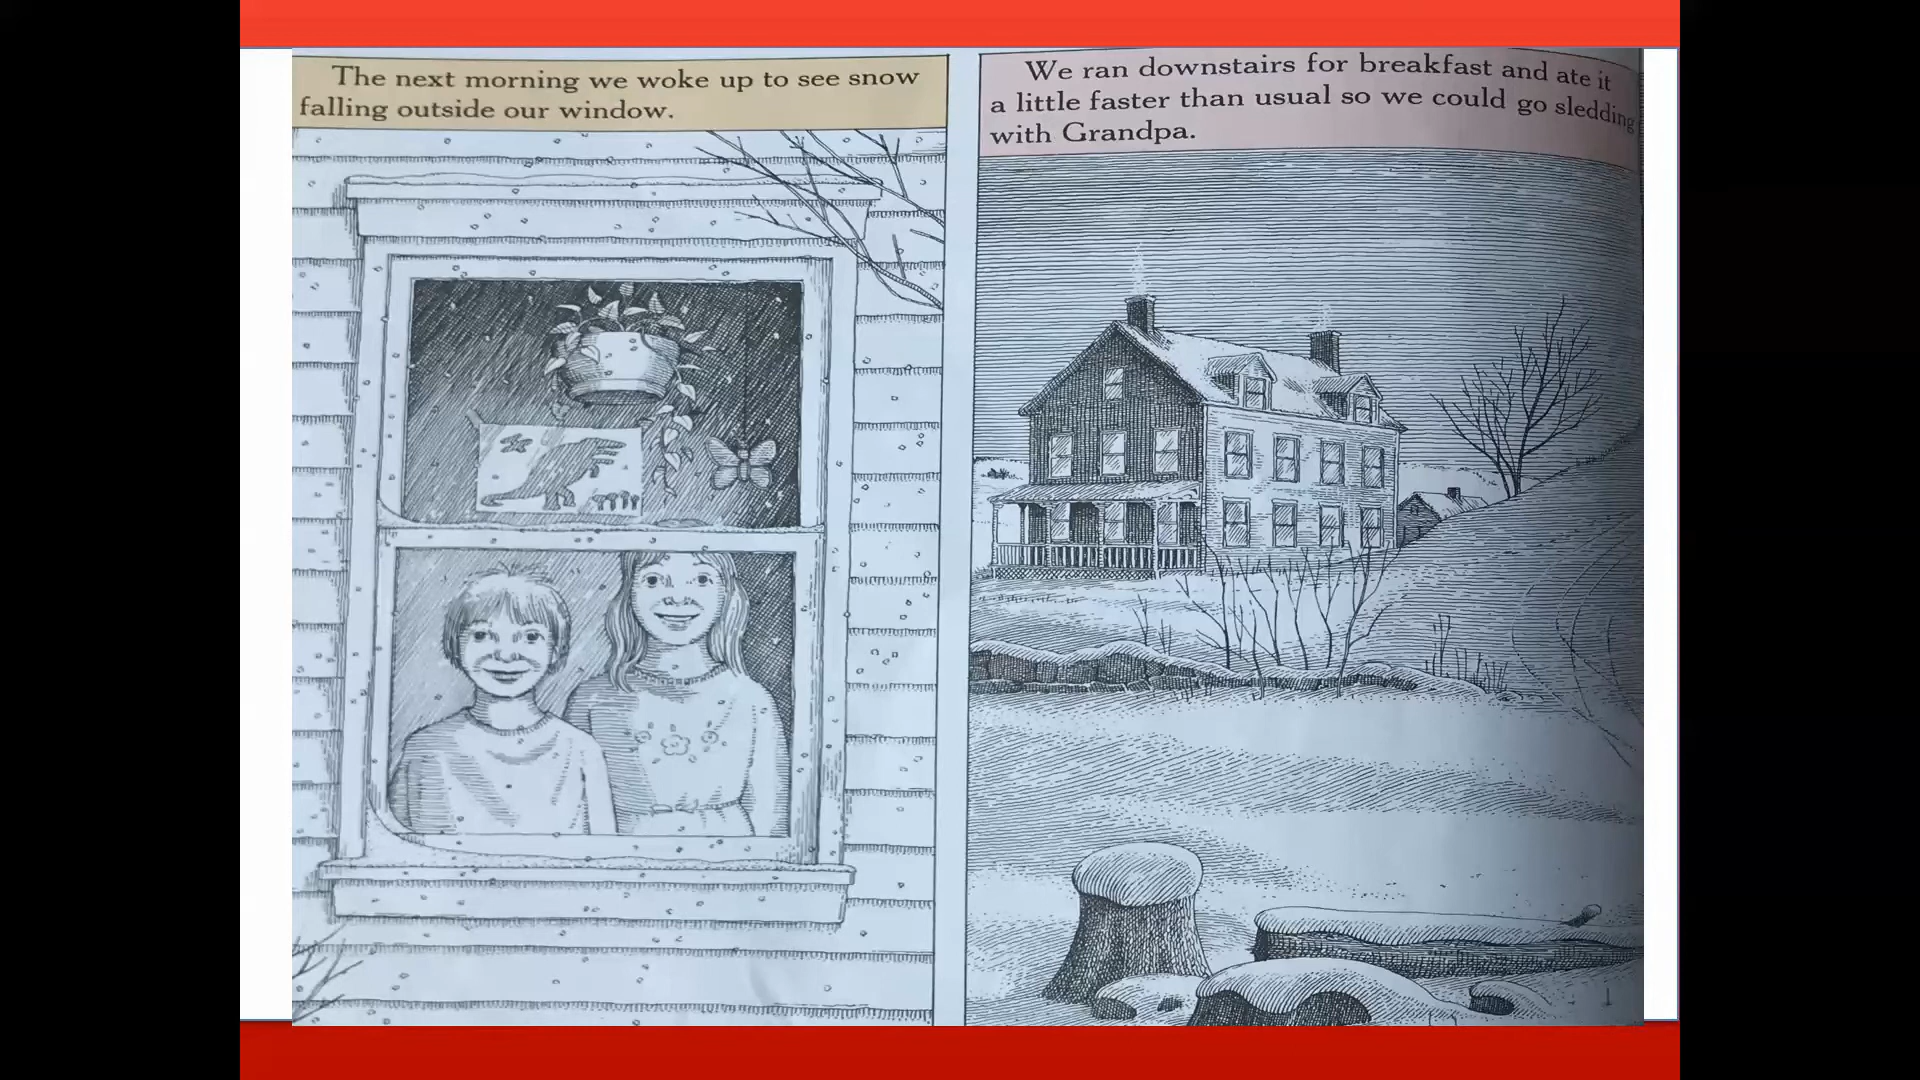 The next morning we woke up to see snow
falling outside our window.
We ran downstairs for breakfast and ate it
a little faster than usual so we could go sledding
with Grandpa.